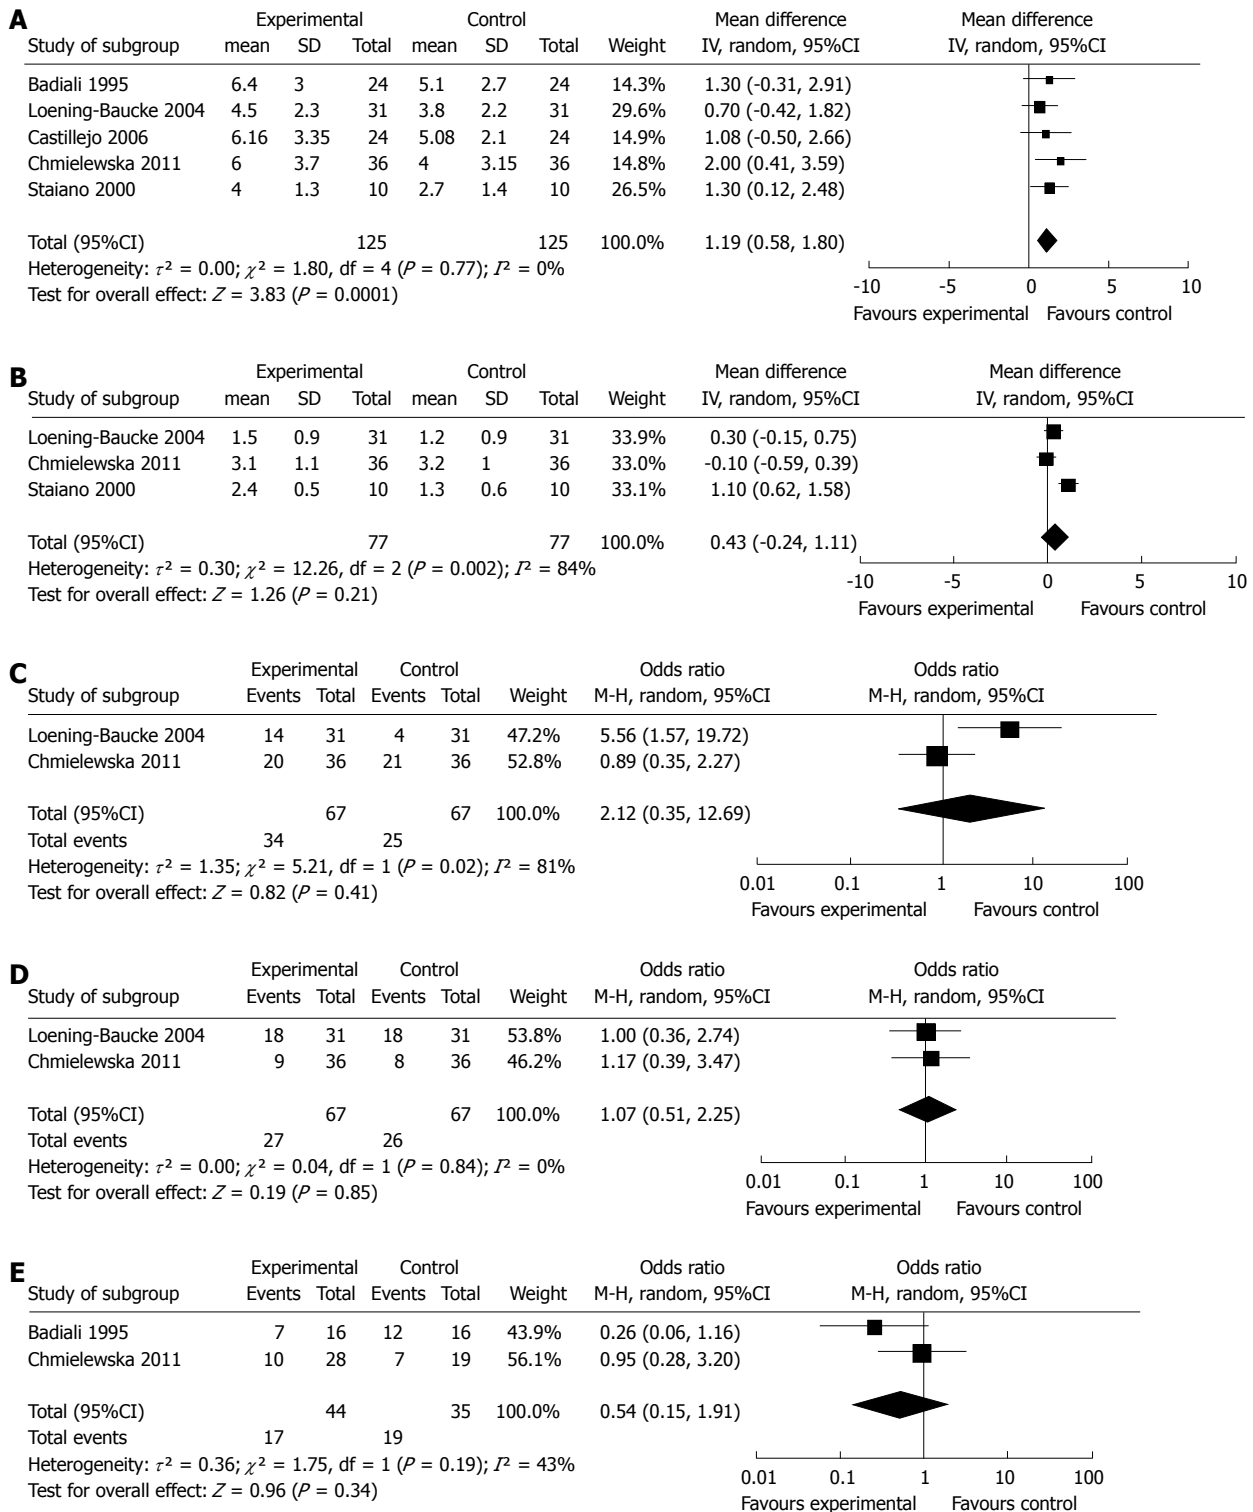 A
Experimental Control Mean difference Mean difference
Study of subgroup mean SD Total mean SD Total Weight IV, random, 95%CI IV, random, 95%CI
Badiali 1995 6.4 3 24 5.1 2.7 24 14.3% 1.30 (-0.31, 2.91)
Loening-Baucke 2004 4.5 2.3 31 3.8 2.2 31 29.6% 0.70 (-0.42, 1.82)
Castillejo 2006 6.16 3.35 24 5.08 2.1 24 14.9% 1.08 (-0.50, 2.66)
Chmielewska 2011 6 3.7 36 4 3.15 36 14.8% 2.00 (0.41, 3.59)
Staiano 2000 4 1.3 10 2.7 1.4 10 26.5% 1.30 (0.12, 2.48)
Total (95%CI) 125 125 100.0% 1.19 (0.58, 1.80)
Heterogeneity: τ² = 0.00; χ² = 1.80, df = 4 (P = 0.77); I² = 0%
Test for overall effect: Z = 3.83 (P = 0.0001)
-10 -5 0 5 10
Favours experimental Favours control
B
Experimental Control Mean difference Mean difference
Study of subgroup mean SD Total mean SD Total Weight IV, random, 95%CI IV, random, 95%CI
Loening-Baucke 2004 1.5 0.9 31 1.2 0.9 31 33.9% 0.30 (-0.15, 0.75)
Chmielewska 2011 3.1 1.1 36 3.2 1 36 33.0% -0.10 (-0.59, 0.39)
Staiano 2000 2.4 0.5 10 1.3 0.6 10 33.1% 1.10 (0.62, 1.58)
Total (95%CI) 77 77 100.0% 0.43 (-0.24, 1.11)
Heterogeneity: τ² = 0.30; χ² = 12.26, df = 2 (P = 0.002); I² = 84%
Test for overall effect: Z = 1.26 (P = 0.21)
-10 -5 0 5 10
Favours experimental Favours control
C
Experimental Control Odds ratio Odds ratio
Study of subgroup Events Total Events Total Weight M-H, random, 95%CI M-H, random, 95%CI
Loening-Baucke 2004 14 31 4 31 47.2% 5.56 (1.57, 19.72)
Chmielewska 2011 20 36 21 36 52.8% 0.89 (0.35, 2.27)
Total (95%CI) 67 67 100.0% 2.12 (0.35, 12.69)
Total events 34 25
Heterogeneity: τ² = 1.35; χ² = 5.21, df = 1 (P = 0.02); I² = 81%
Test for overall effect: Z = 0.82 (P = 0.41)
0.01 0.1 1 10 100
Favours experimental Favours control
D
Experimental Control Odds ratio Odds ratio
Study of subgroup Events Total Events Total Weight M-H, random, 95%CI M-H, random, 95%CI
Loening-Baucke 2004 18 31 18 31 53.8% 1.00 (0.36, 2.74)
Chmielewska 2011 9 36 8 36 46.2% 1.17 (0.39, 3.47)
Total (95%CI) 67 67 100.0% 1.07 (0.51, 2.25)
Total events 27 26
Heterogeneity: τ² = 0.00; χ² = 0.04, df = 1 (P = 0.84); I² = 0%
Test for overall effect: Z = 0.19 (P = 0.85)
0.01 0.1 1 10 100
Favours experimental Favours control
E
Experimental Control Odds ratio Odds ratio
Study of subgroup Events Total Events Total Weight M-H, random, 95%CI M-H, random, 95%CI
Badiali 1995 7 16 12 16 43.9% 0.26 (0.06, 1.16)
Chmielewska 2011 10 28 7 19 56.1% 0.95 (0.28, 3.20)
Total (95%CI) 44 35 100.0% 0.54 (0.15, 1.91)
Total events 17 19
Heterogeneity: τ² = 0.36; χ² = 1.75, df = 1 (P = 0.19); I² = 43%
Test for overall effect: Z = 0.96 (P = 0.34)
0.01 0.1 1 10 100
Favours experimental Favours control